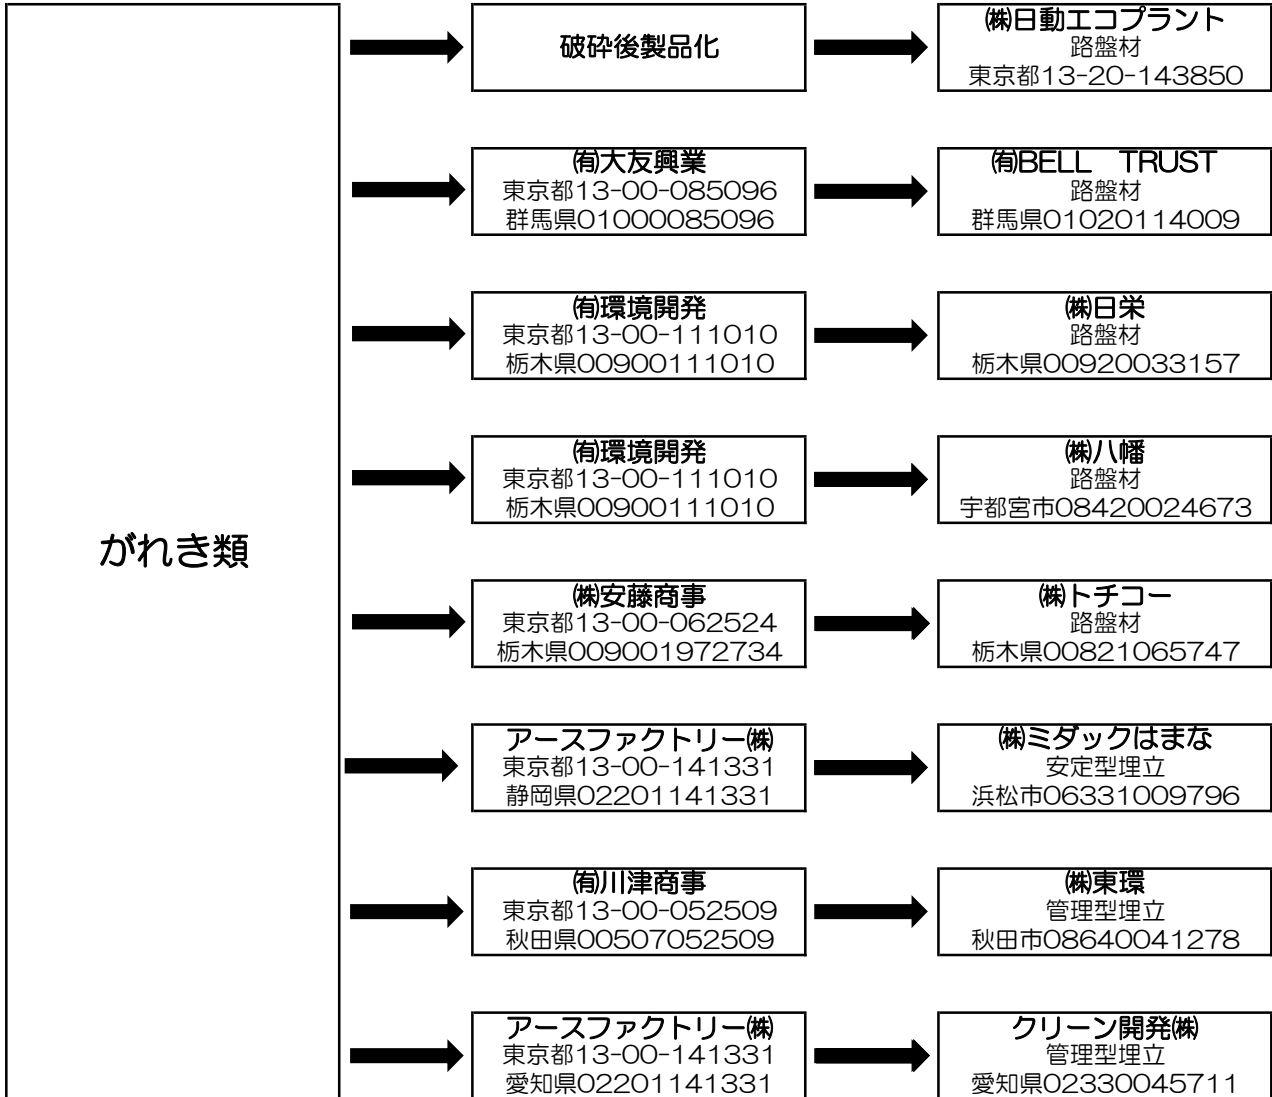 がれき類
破砕後製品化
㈱日動エコプラント
路盤材
東京都13-20-143850
㈲大友興業
東京都13-00-085096
群馬県01000085096
㈲BELL　TRUST
路盤材
群馬県01020114009
㈲環境開発
東京都13-00-111010
栃木県00900111010
㈱日栄
路盤材
栃木県00920033157
㈲環境開発
東京都13-00-111010
栃木県00900111010
㈱八幡
路盤材
宇都宮市08420024673
㈱安藤商事
東京都13-00-062524
栃木県009001972734
㈱トチコー
路盤材
栃木県00821065747
アースファクトリー㈱
東京都13-00-141331
静岡県02201141331
㈱ミダックはまな
安定型埋立
浜松市06331009796
㈲川津商事
東京都13-00-052509
秋田県00507052509
㈱東環
管理型埋立
秋田市08640041278
アースファクトリー㈱
東京都13-00-141331
愛知県02201141331
クリーン開発㈱
管理型埋立
愛知県02330045711